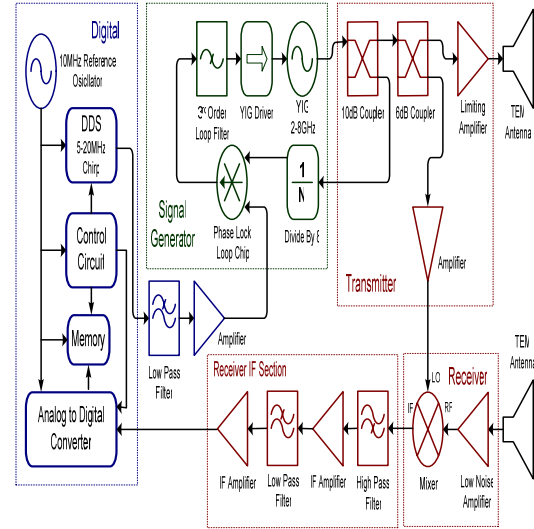 Digital
10MHz Reference
Oscillator
DDS
5-20MHz
Chirp
Control
Circuit
Memory
Analog to Digital
Converter
3rd Order
Loop Filter
YIG Driver
YIG
2-8GHz
Signal
Generator
Phase Lock
Loop Chip
1
N
Divide By 8
10dB Coupler
6dB Coupler
Limiting
Amplifier
TEM
Antenna
Transmitter
Amplifier
Low Pass
Filter
Amplifier
Receiver IF Section
IF Amplifier
Low Pass
Filter
IF Amplifier
High Pass
Filter
Receiver
LO
IF
RF
Mixer
Low Noise
Amplifier
TEM
Antenna